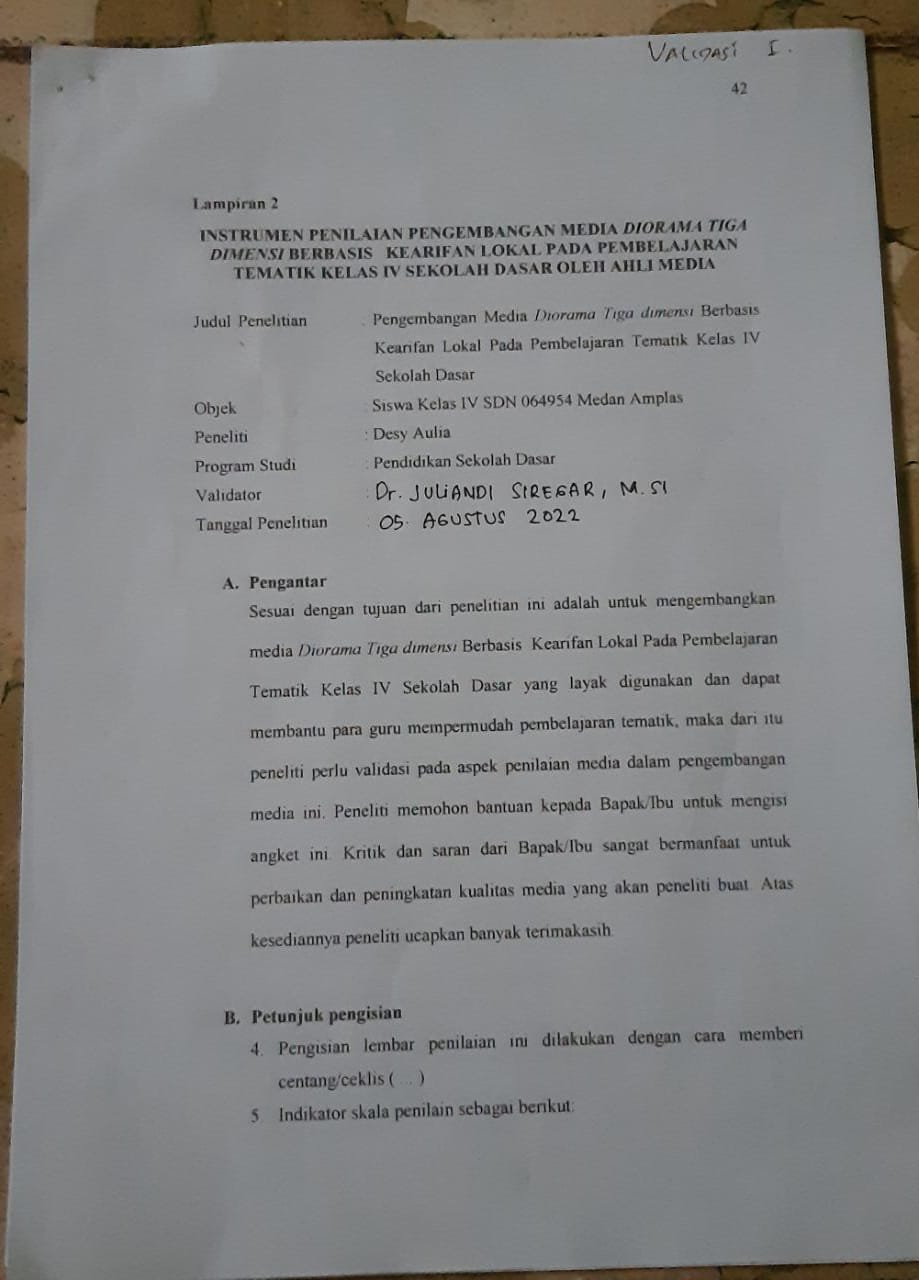 VALIDASI I.
42
Lampiran 2
INSTRUMEN PENILAIAN PENGEMBANGAN MEDIA DIORAMA TIGA
DIMENSI BERBASIS KEARIFAN LOKAL PADA PEMBELAJARAN
TEMATIK KELAS IV SEKOLAH DASAR OLEH AHLI MEDIA
Judul Penelitian : Pengembangan Media Diorama Tiga dimensi Berbasis
Kearifan Lokal Pada Pembelajaran Tematik Kelas IV
Sekolah Dasar
Objek : Siswa Kelas IV SDN 064954 Medan Amplas
Peneliti : Desy Aulia
Program Studi : Pendidikan Sekolah Dasar
Validator : Dr. JULiANDI SIREGAR, M.SI
Tanggal Penelitian : 05. AGUSTUS 2022
A. Pengantar
Sesuai dengan tujuan dari penelitian ini adalah untuk mengembangkan
media Diorama Tiga dimensi Berbasis Kearifan Lokal Pada Pembelajaran
Tematik Kelas IV Sekolah Dasar yang layak digunakan dan dapat
membantu para guru mempermudah pembelajaran tematik, maka dari itu
peneliti perlu validasi pada aspek penilaian media dalam pengembangan
media ini. Peneliti memohon bantuan kepada Bapak/Ibu untuk mengisi
angket ini. Kritik dan saran dari Bapak/Ibu sangat bermanfaat untuk
perbaikan dan peningkatan kualitas media yang akan peneliti buat. Atas
kesediannya peneliti ucapkan banyak terimakasih.
B. Petunjuk pengisian
4. Pengisian lembar penilaian ini dilakukan dengan cara memberi
centang/ceklis ( ... )
5. Indikator skala penilain sebagai berikut: